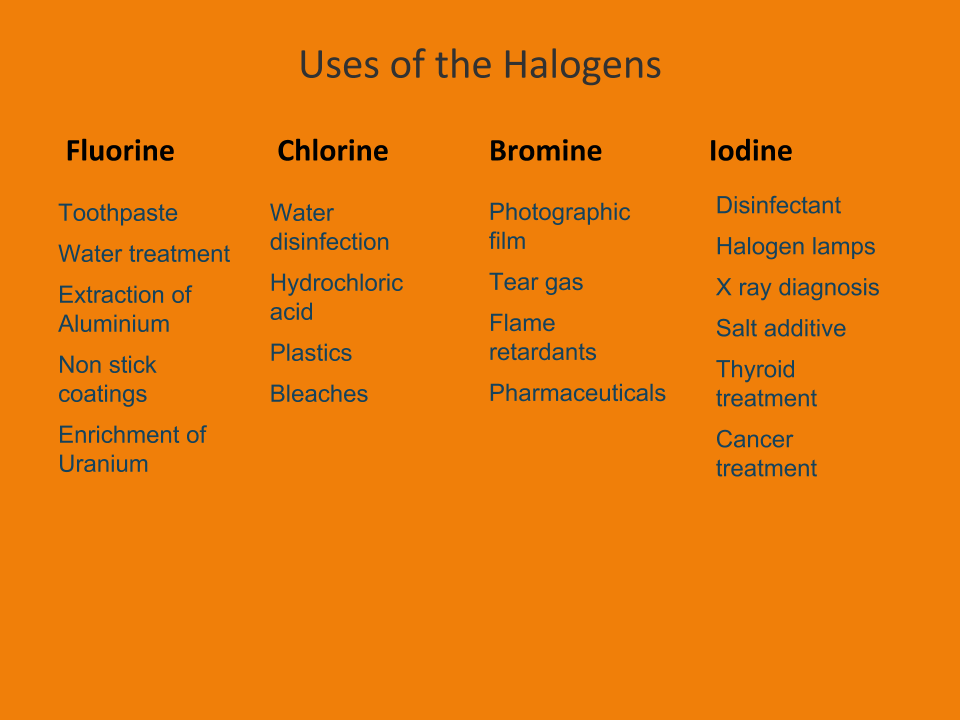 Uses of the Halogens
Fluorine
Toothpaste
Water treatment
Extraction of
Aluminium
Non stick
coatings
Enrichment of
Uranium
Chlorine
Water
disinfection
Hydrochloric
acid
Plastics
Bleaches
Bromine
Photographic
film
Tear gas
Flame
retardants
Pharmaceuticals
Iodine
Disinfectant
Halogen lamps
X ray diagnosis
Salt additive
Thyroid
treatment
Cancer
treatment